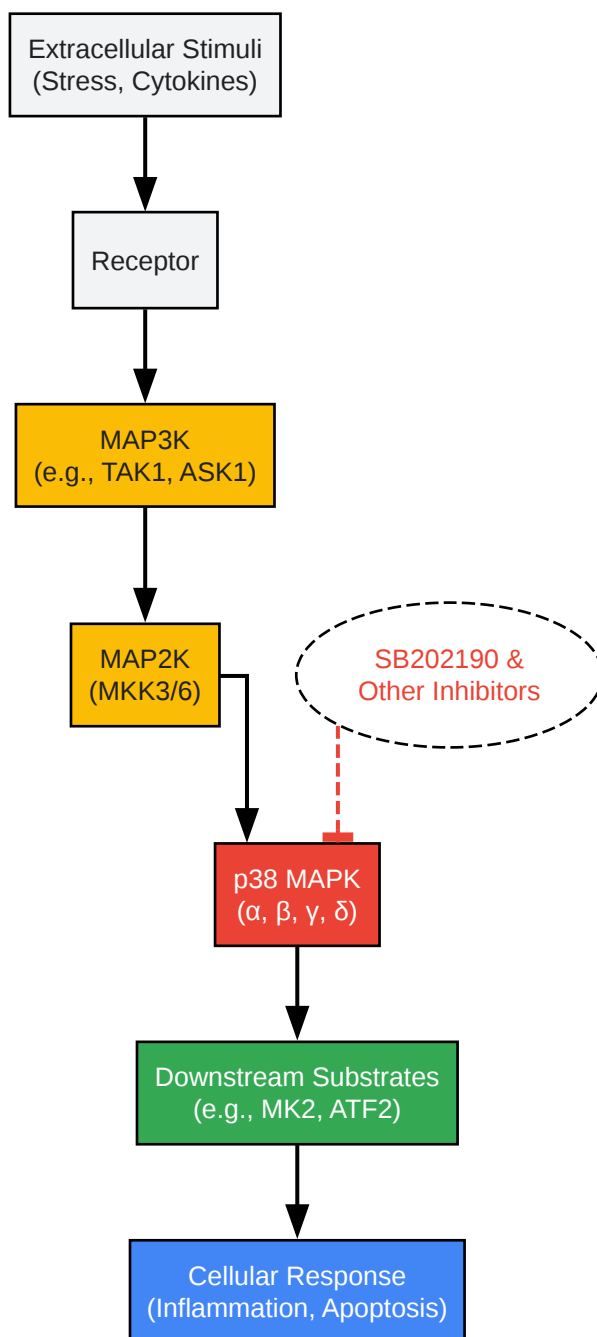 Extracellular Stimuli
(Stress, Cytokines)
Receptor
MAP3K
(e.g., TAK1, ASK1)
MAP2K
(MKK3/6)
SB202190 &
Other Inhibitors
p38 MAPK
(α, β, γ, δ)
Downstream Substrates
(e.g., MK2, ATF2)
Cellular Response
(Inflammation, Apoptosis)